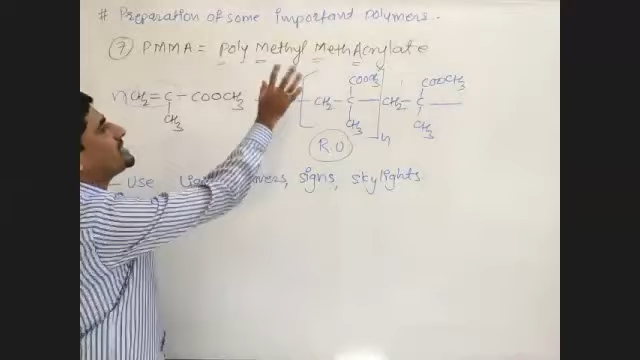 # Preparation of some important polymers..
⑦ PMMA = Poly Methyl MethAcrylate
COOCH3 COOCH3
nCH2=C-COOCH3 CH2-C-CH2-C-
CH3 CH3 CH3
R.U n
- Use signs, skylights